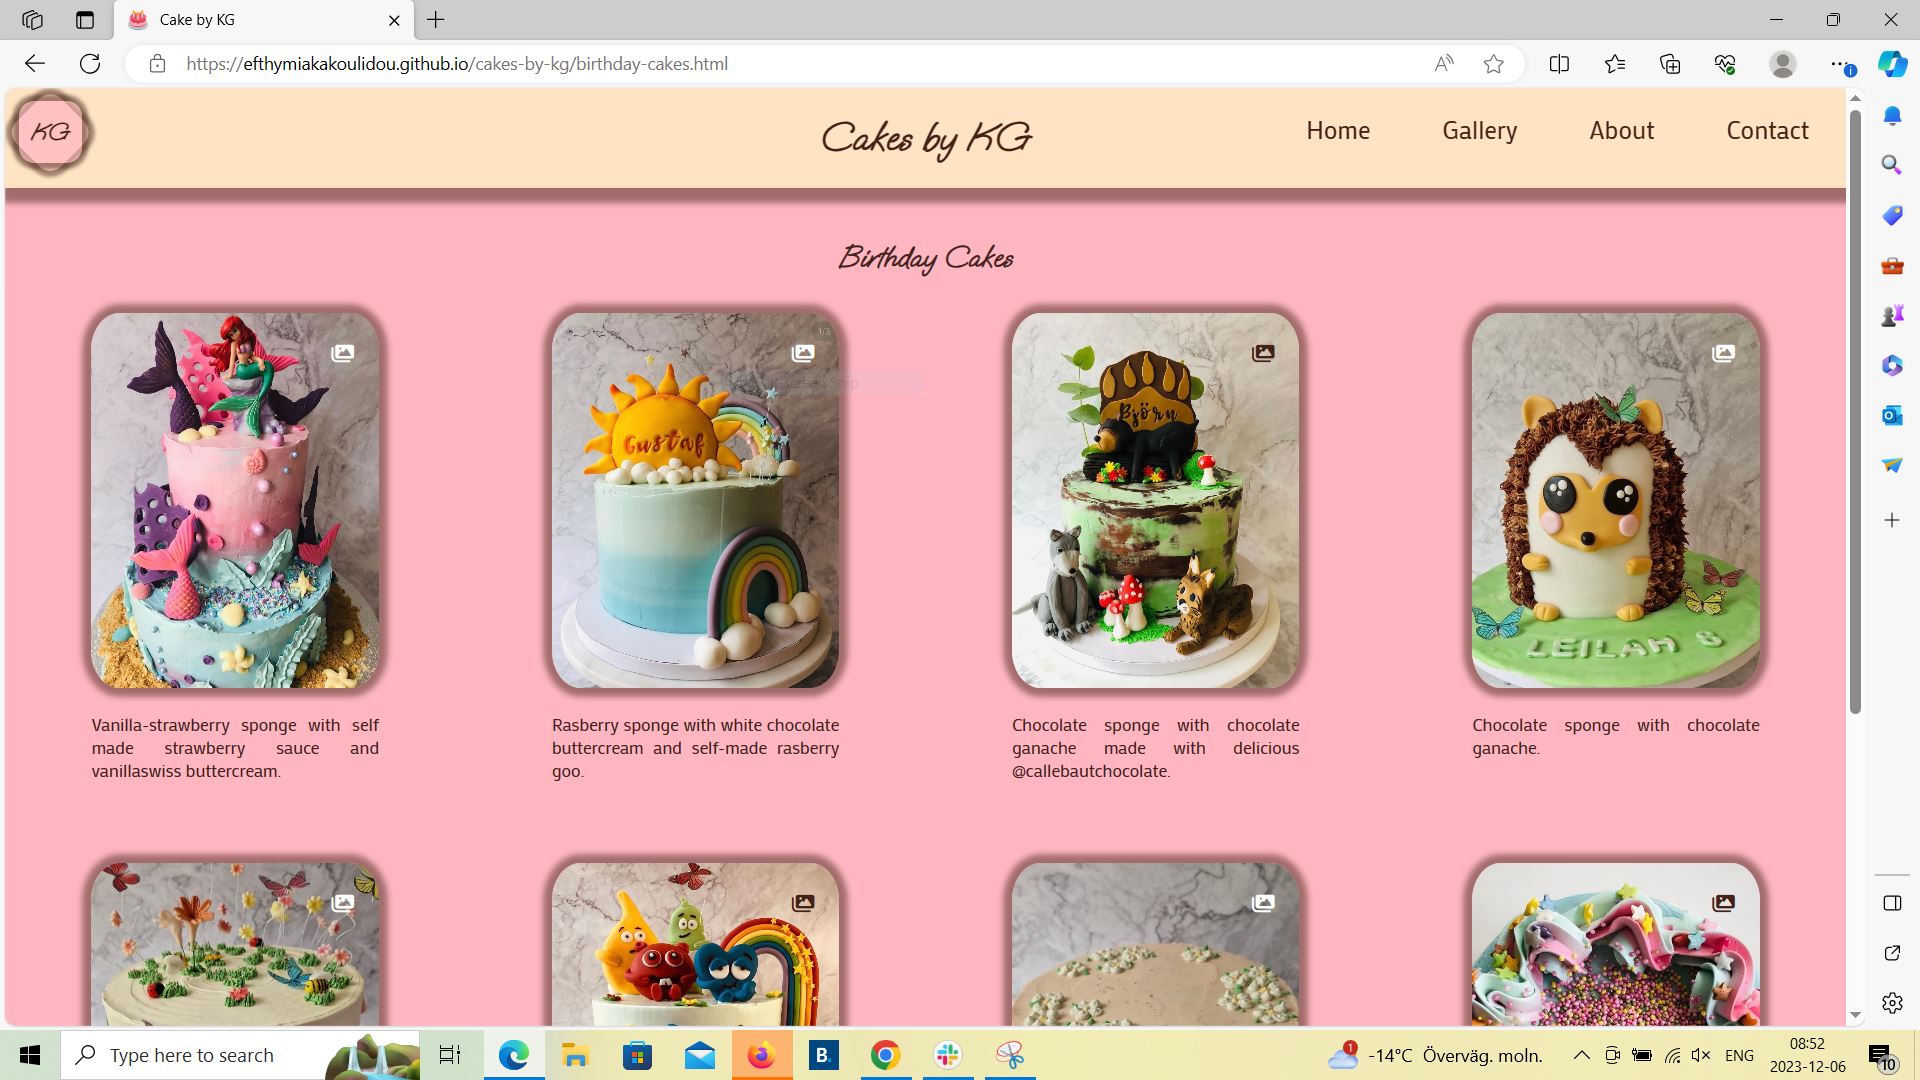 Cake by KG
https://efthymiakakoulidou.github.io/cakes-by-kg/birthday-cakes.html
KG
Cakes by KG
Home
Gallery
About
Contact
Birthday Cakes
1/3
Gustaf
Screen Snip
Björn
LEILAH 8
Vanilla-strawberry sponge with self
made strawberry sauce and
vanillaswiss buttercream.
Rasberry sponge with white chocolate
buttercream and self-made rasberry
goo.
Chocolate sponge with chocolate
ganache made with delicious
@callebautchocolate.
Chocolate sponge with chocolate
ganache.
Type here to search
B.
1
-14°C Överväg. moln.
ENG
08:52
2023-12-06
10